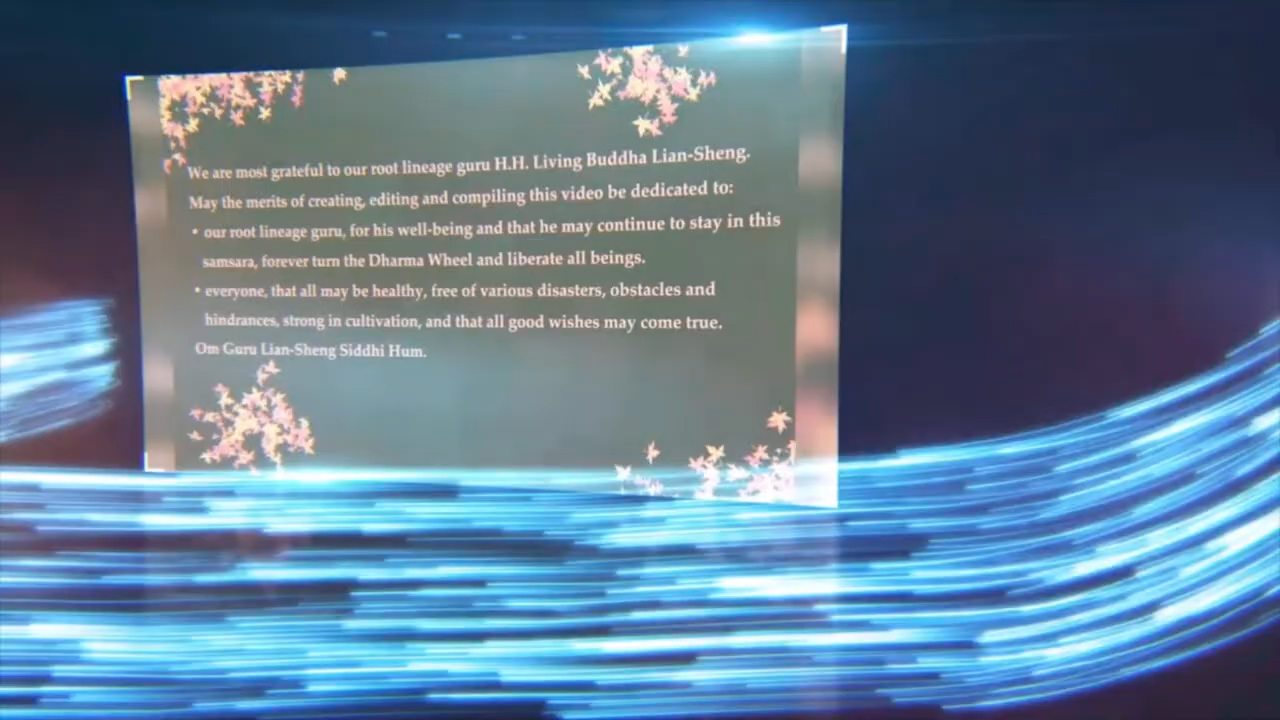 We are most grateful to our root lineage guru H.H. Living Buddha Lian-Sheng.
May the merits of creating, editing and compiling this video be dedicated to:
• our root lineage guru, for his well-being and that he may continue to stay in this
samsara, forever turn the Dharma Wheel and liberate all beings.
• everyone, that all may be healthy, free of various disasters, obstacles and
hindrances, strong in cultivation, and that all good wishes may come true.
Om Guru Lian-Sheng Siddhi Hum.